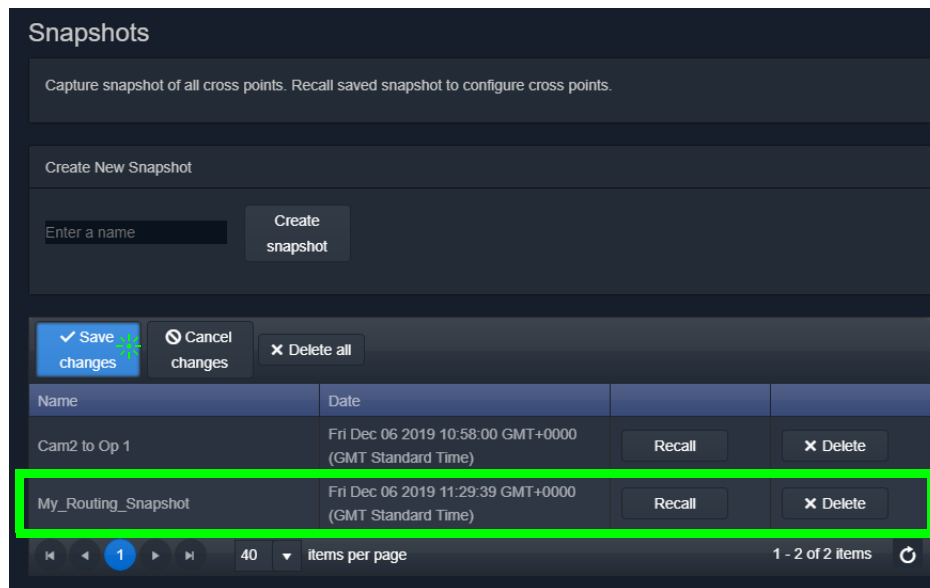 Snapshots
Capture snapshot of all cross points. Recall saved snapshot to configure cross points.
Create New Snapshot
Enter a name
Create
snapshot
Save
changes
Cancel
changes
Delete all
Name Date
Cam2 to Op 1
Fri Dec 06 2019 10:58:00 GMT+0000
(GMT Standard Time)
Recall
Delete
My_Routing_Snapshot
Fri Dec 06 2019 11:29:39 GMT+0000
(GMT Standard Time)
Recall
Delete
1 40 items per page 1 - 2 of 2 items